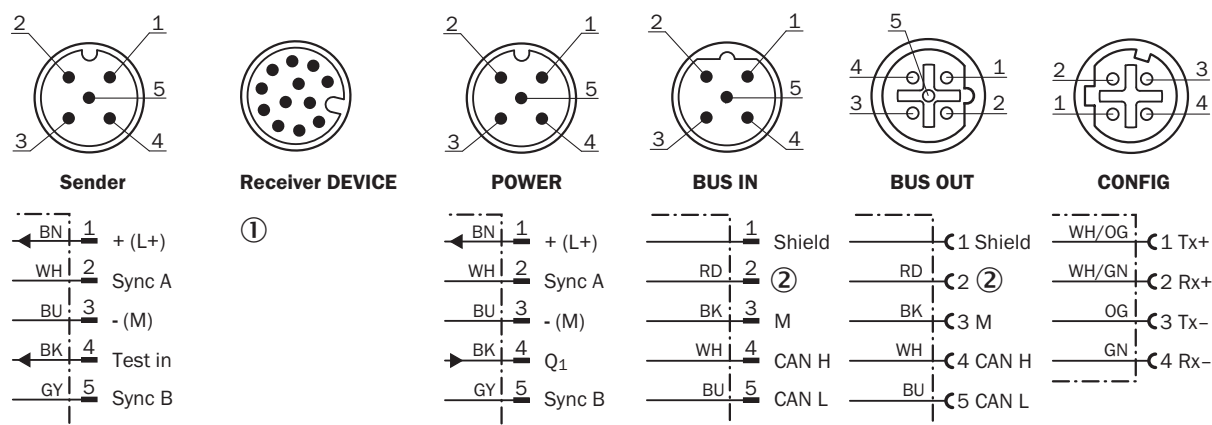 2 1
5
3 4
Sender
Receiver DEVICE
2 1
5
3 4
POWER
2 1
5
3 4
BUS IN
5
4 1
3 2
BUS OUT
2 3
1 4
CONFIG
BN 1 + (L+)
WH 2 Sync A
BU 3 - (M)
BK 4 Test in
GY 5 Sync B
①
BN 1 + (L+)
WH 2 Sync A
BU 3 - (M)
BK 4 Q1
GY 5 Sync B
1 Shield
RD 2 ②
BK 3 M
WH 4 CAN H
BU 5 CAN L
1 Shield
RD 2 ②
BK 3 M
WH 4 CAN H
BU 5 CAN L
WH/OG 1 Tx+
WH/GN 2 Rx+
OG 3 Tx–
GN 4 Rx–